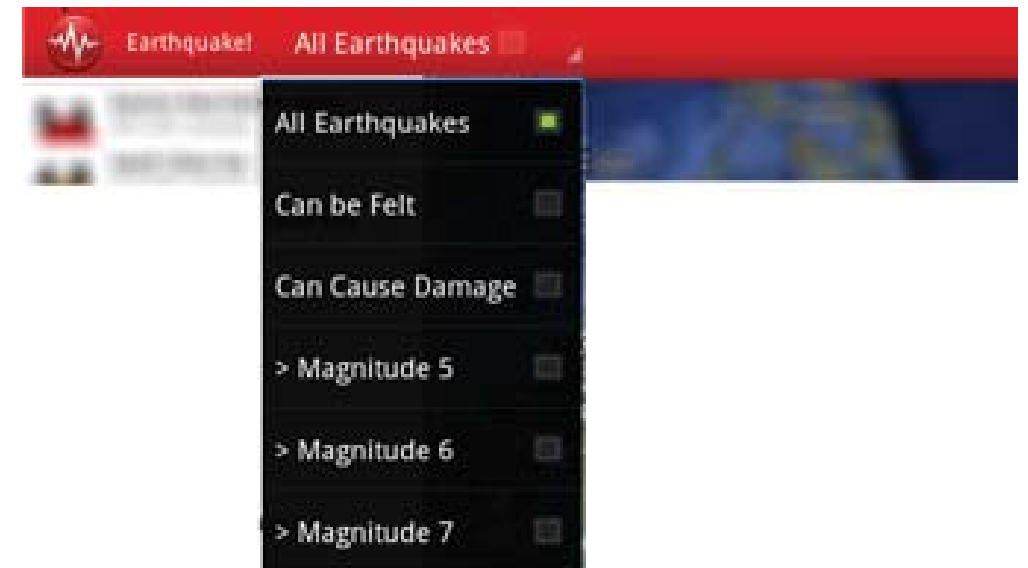 Earthquake! All Earthquakes
All Earthquakes
Can be Felt
Can Cause Damage
> Magnitude 5
> Magnitude 6
> Magnitude 7